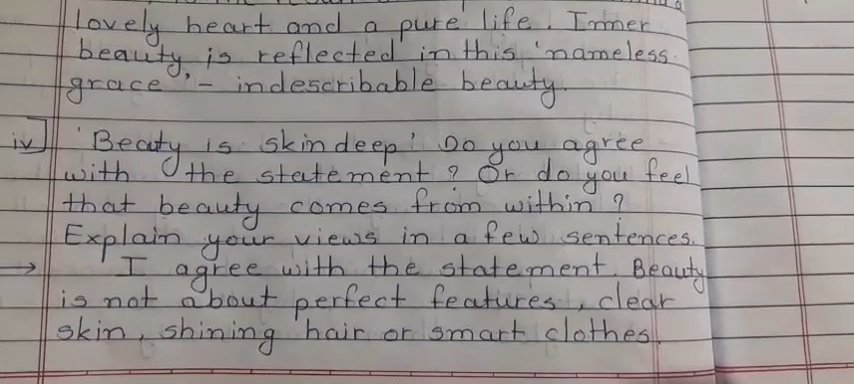 lovely heart and a pure life. Inner
beauty is reflected in this 'nameless
grace' - indescribable beauty.
iv] 'Beaty is skin deep' Do you agree
with the statement? Or do you feel
that beauty comes from within?
Explain your views in a few sentences.
→ I agree with the statement. Beauty
is not about perfect features, clear
skin, shining hair or smart clothes.